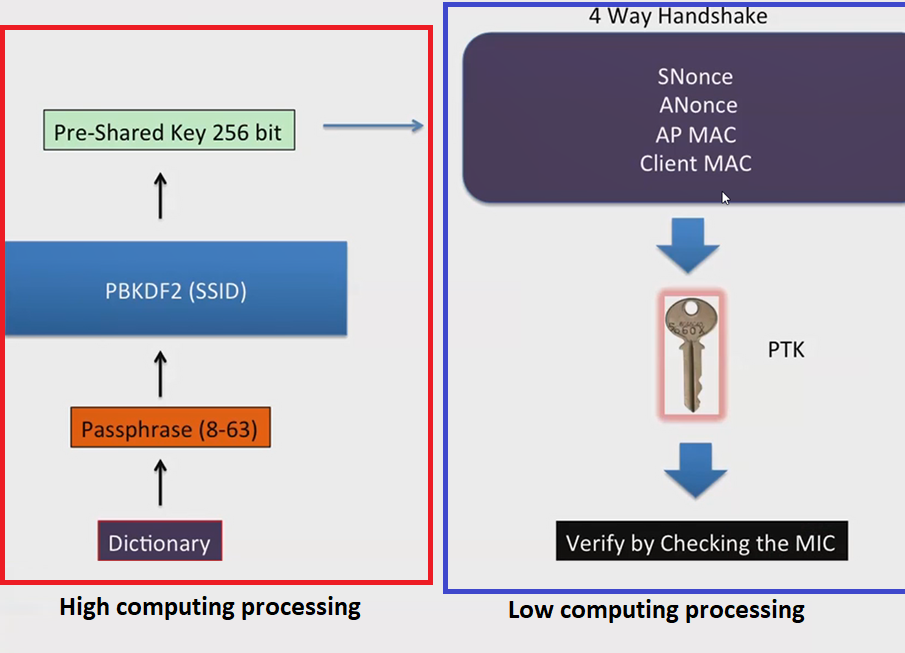 4 Way Handshake
SNonce
ANonce
AP MAC
Client MAC
Pre-Shared Key 256 bit
PBKDF2 (SSID)
PTK
Passphrase (8-63)
Dictionary
Verify by Checking the MIC
High computing processing
Low computing processing